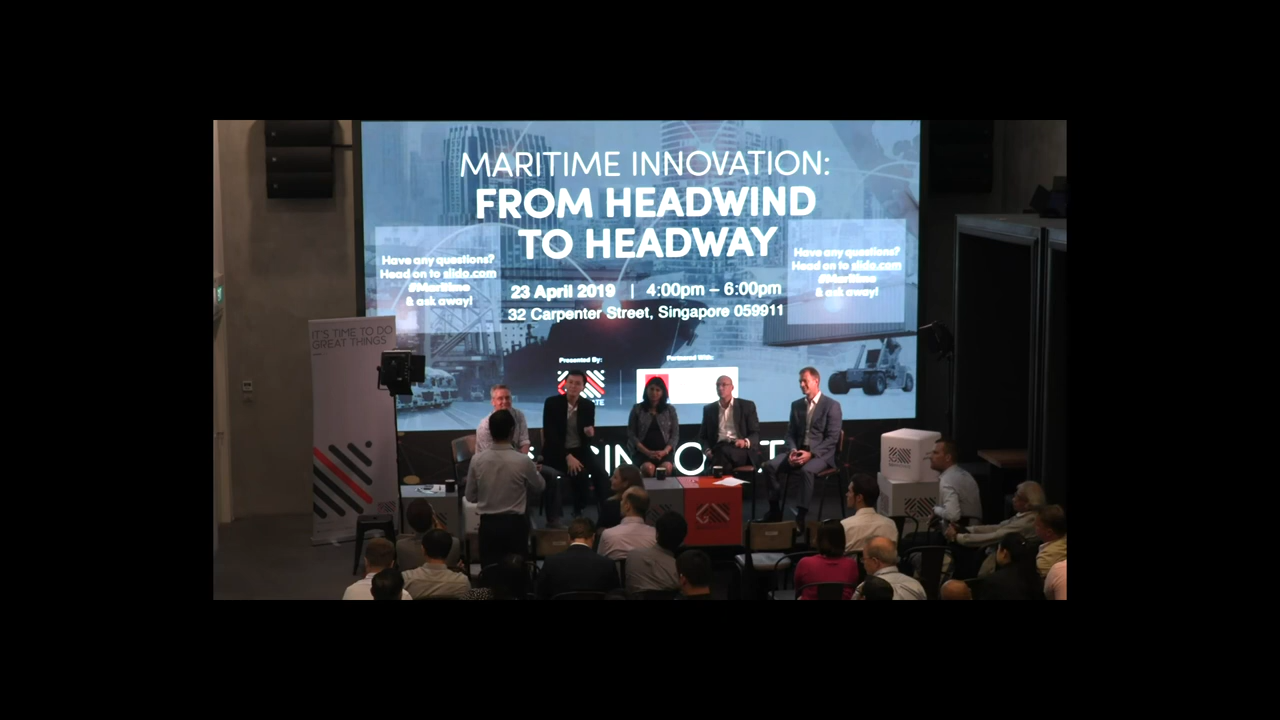 MARITIME INNOVATION:
FROM HEADWIND
TO HEADWAY
Have any questions?
Head on to slido.com
#Maritime
& ask away!
Have any questions?
Head on to slido.com
#Maritime
& ask away!
23 April 2019 | 4:00pm – 6:00pm
32 Carpenter Street, Singapore 059911
Presented By:
Partnered With:
IT'S TIME TO DO
GREAT THINGS